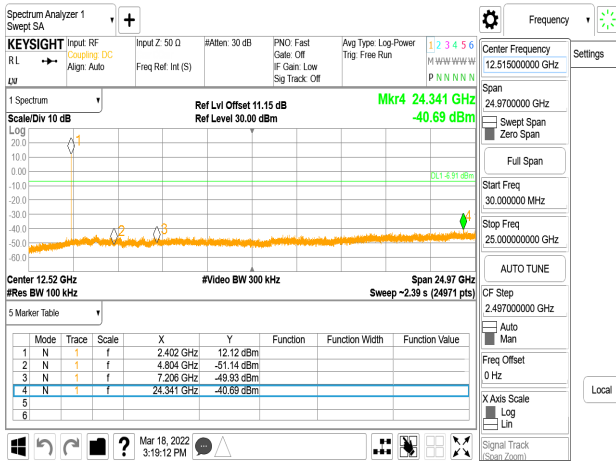 Spectrum Analyzer 1
Swept SA
Frequency
KEYSIGHT
RL
Input: RF
Coupling: DC
Align: Auto
Input Z: 50 Ω
Freq Ref: Int (S)
#Atten: 30 dB
PNO: Fast
Gate: Off
IF Gain: Low
Sig Track: Off
Avg Type: Log-Power
Trig: Free Run
1 2 3 4 5 6
M W W W W W
P N N N N N
LXI
1 Spectrum
Scale/Div 10 dB
Ref Lvl Offset 11.15 dB
Ref Level 30.00 dBm
Mkr4 24.341 GHz
-40.69 dBm
Log
20.0
10.0
0.00
-10.0
-20.0
-30.0
-40.0
-50.0
-60.0
1
2
3
4
DL1 -6.91 dBm
Center 12.52 GHz
#Res BW 100 kHz
#Video BW 300 kHz
Span 24.97 GHz
Sweep ~2.39 s (24971 pts)
5 Marker Table
Mode Trace Scale X Y Function Function Width Function Value
1 N 1 f 2.402 GHz 12.12 dBm
2 N 1 f 4.804 GHz -51.14 dBm
3 N 1 f 7.206 GHz -49.93 dBm
4 N 1 f 24.341 GHz -40.69 dBm
5
6
Mar 18, 2022
3:19:12 PM
Center Frequency
12.515000000 GHz
Settings
Span
24.9700000 GHz
Swept Span
Zero Span
Full Span
Start Freq
30.000000 MHz
Stop Freq
25.000000000 GHz
AUTO TUNE
CF Step
2.497000000 GHz
Auto
Man
Freq Offset
0 Hz
X Axis Scale
Log
Lin
Local
Signal Track
(Span Zoom)